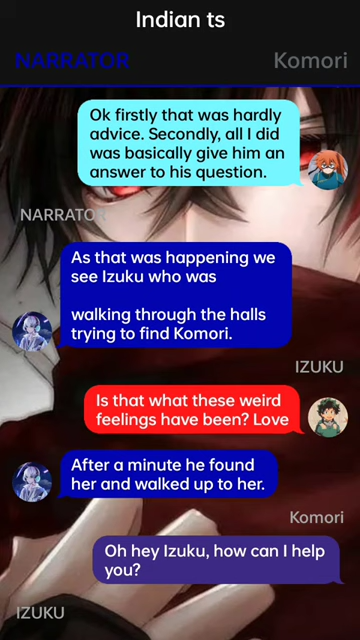 Indian ts
NARRATOR
Komori
Ok firstly that was hardly
advice. Secondly, all I did
was basically give him an
answer to his question.
NARRATOR
As that was happening we
see Izuku who was
walking through the halls
trying to find Komori.
IZUKU
Is that what these weird
feelings have been? Love
After a minute he found
her and walked up to her.
Komori
Oh hey Izuku, how can I help
you?
IZUKU